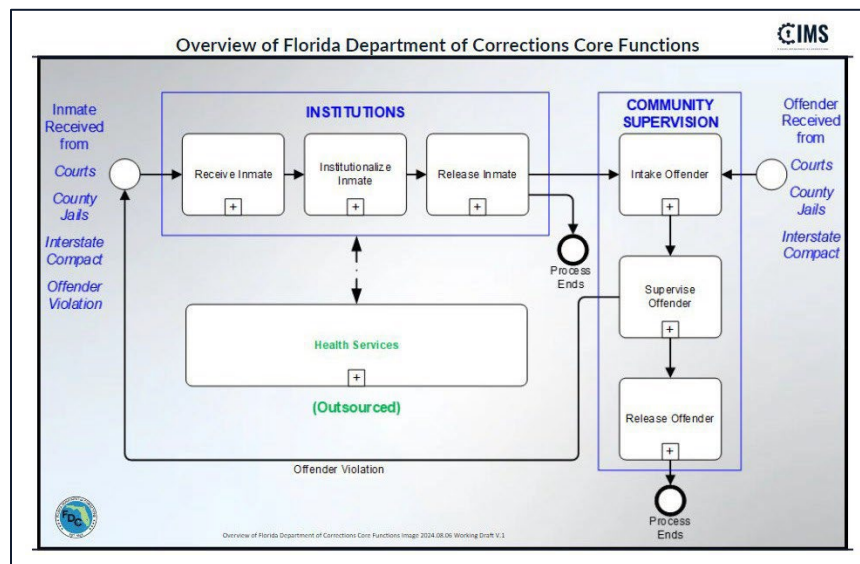 Overview of Florida Department of Corrections Core Functions
CIMS
Inmate
Received
from
Courts
County
Jails
Interstate
Compact
Offender
Violation
INSTITUTIONS
Receive Inmate
+
Institutionalize
Inmate
+
Release Inmate
+
Process
Ends
Health Services
+
(Outsourced)
Offender Violation
COMMUNITY
SUPERVISION
Intake Offender
+
Supervise
Offender
+
Release Offender
+
Process
Ends
Offender
Received
from
Courts
County
Jails
Interstate
Compact
FDC
Overview of Florida Department of Corrections Core Functions Image 2024.08.06 Working Draft V.1